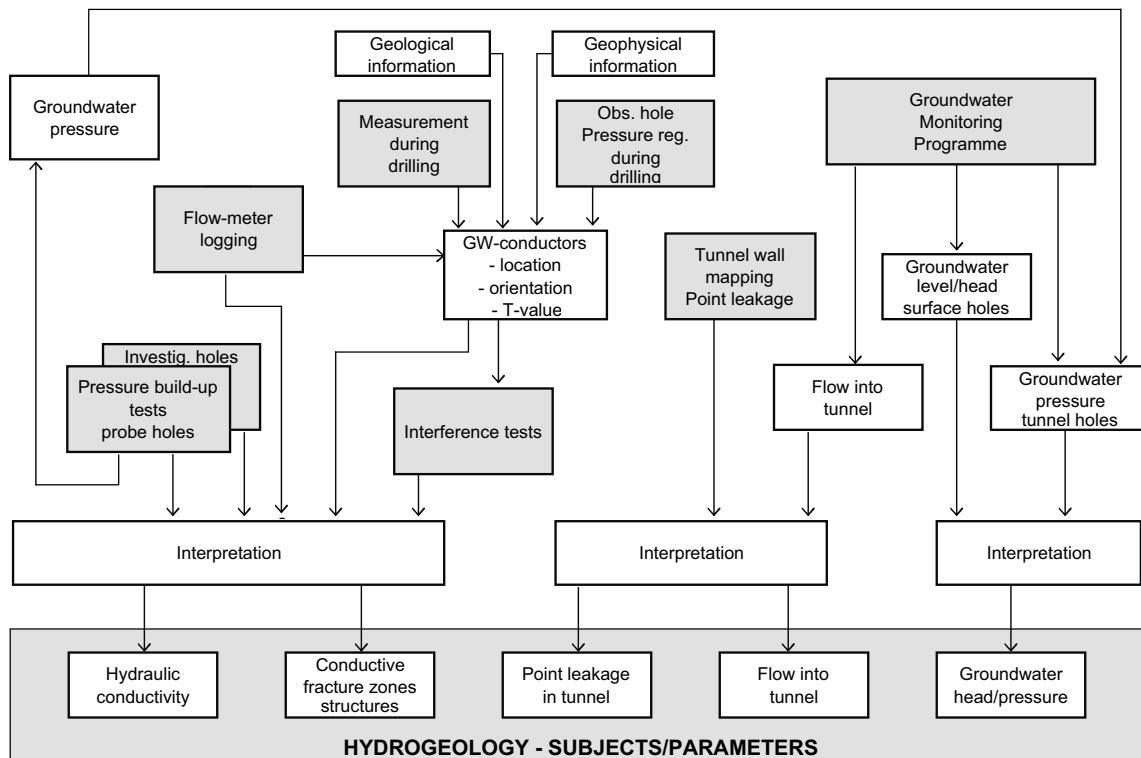 Geological
information
Geophysical
information
Groundwater
pressure
Measurement
during
drilling
Obs. hole
Pressure reg.
during
drilling
Groundwater
Monitoring
Programme
Flow-meter
logging
GW-conductors
- location
- orientation
- T-value
Tunnel wall
mapping
Point leakage
Groundwater
level/head
surface holes
Investig. holes
Pressure build-up
tests
probe holes
Interference tests
Flow into
tunnel
Groundwater
pressure
tunnel holes
Interpretation
Interpretation
Interpretation
Hydraulic
conductivity
Conductive
fracture zones
structures
Point leakage
in tunnel
Flow into
tunnel
Groundwater
head/pressure
HYDROGEOLOGY - SUBJECTS/PARAMETERS